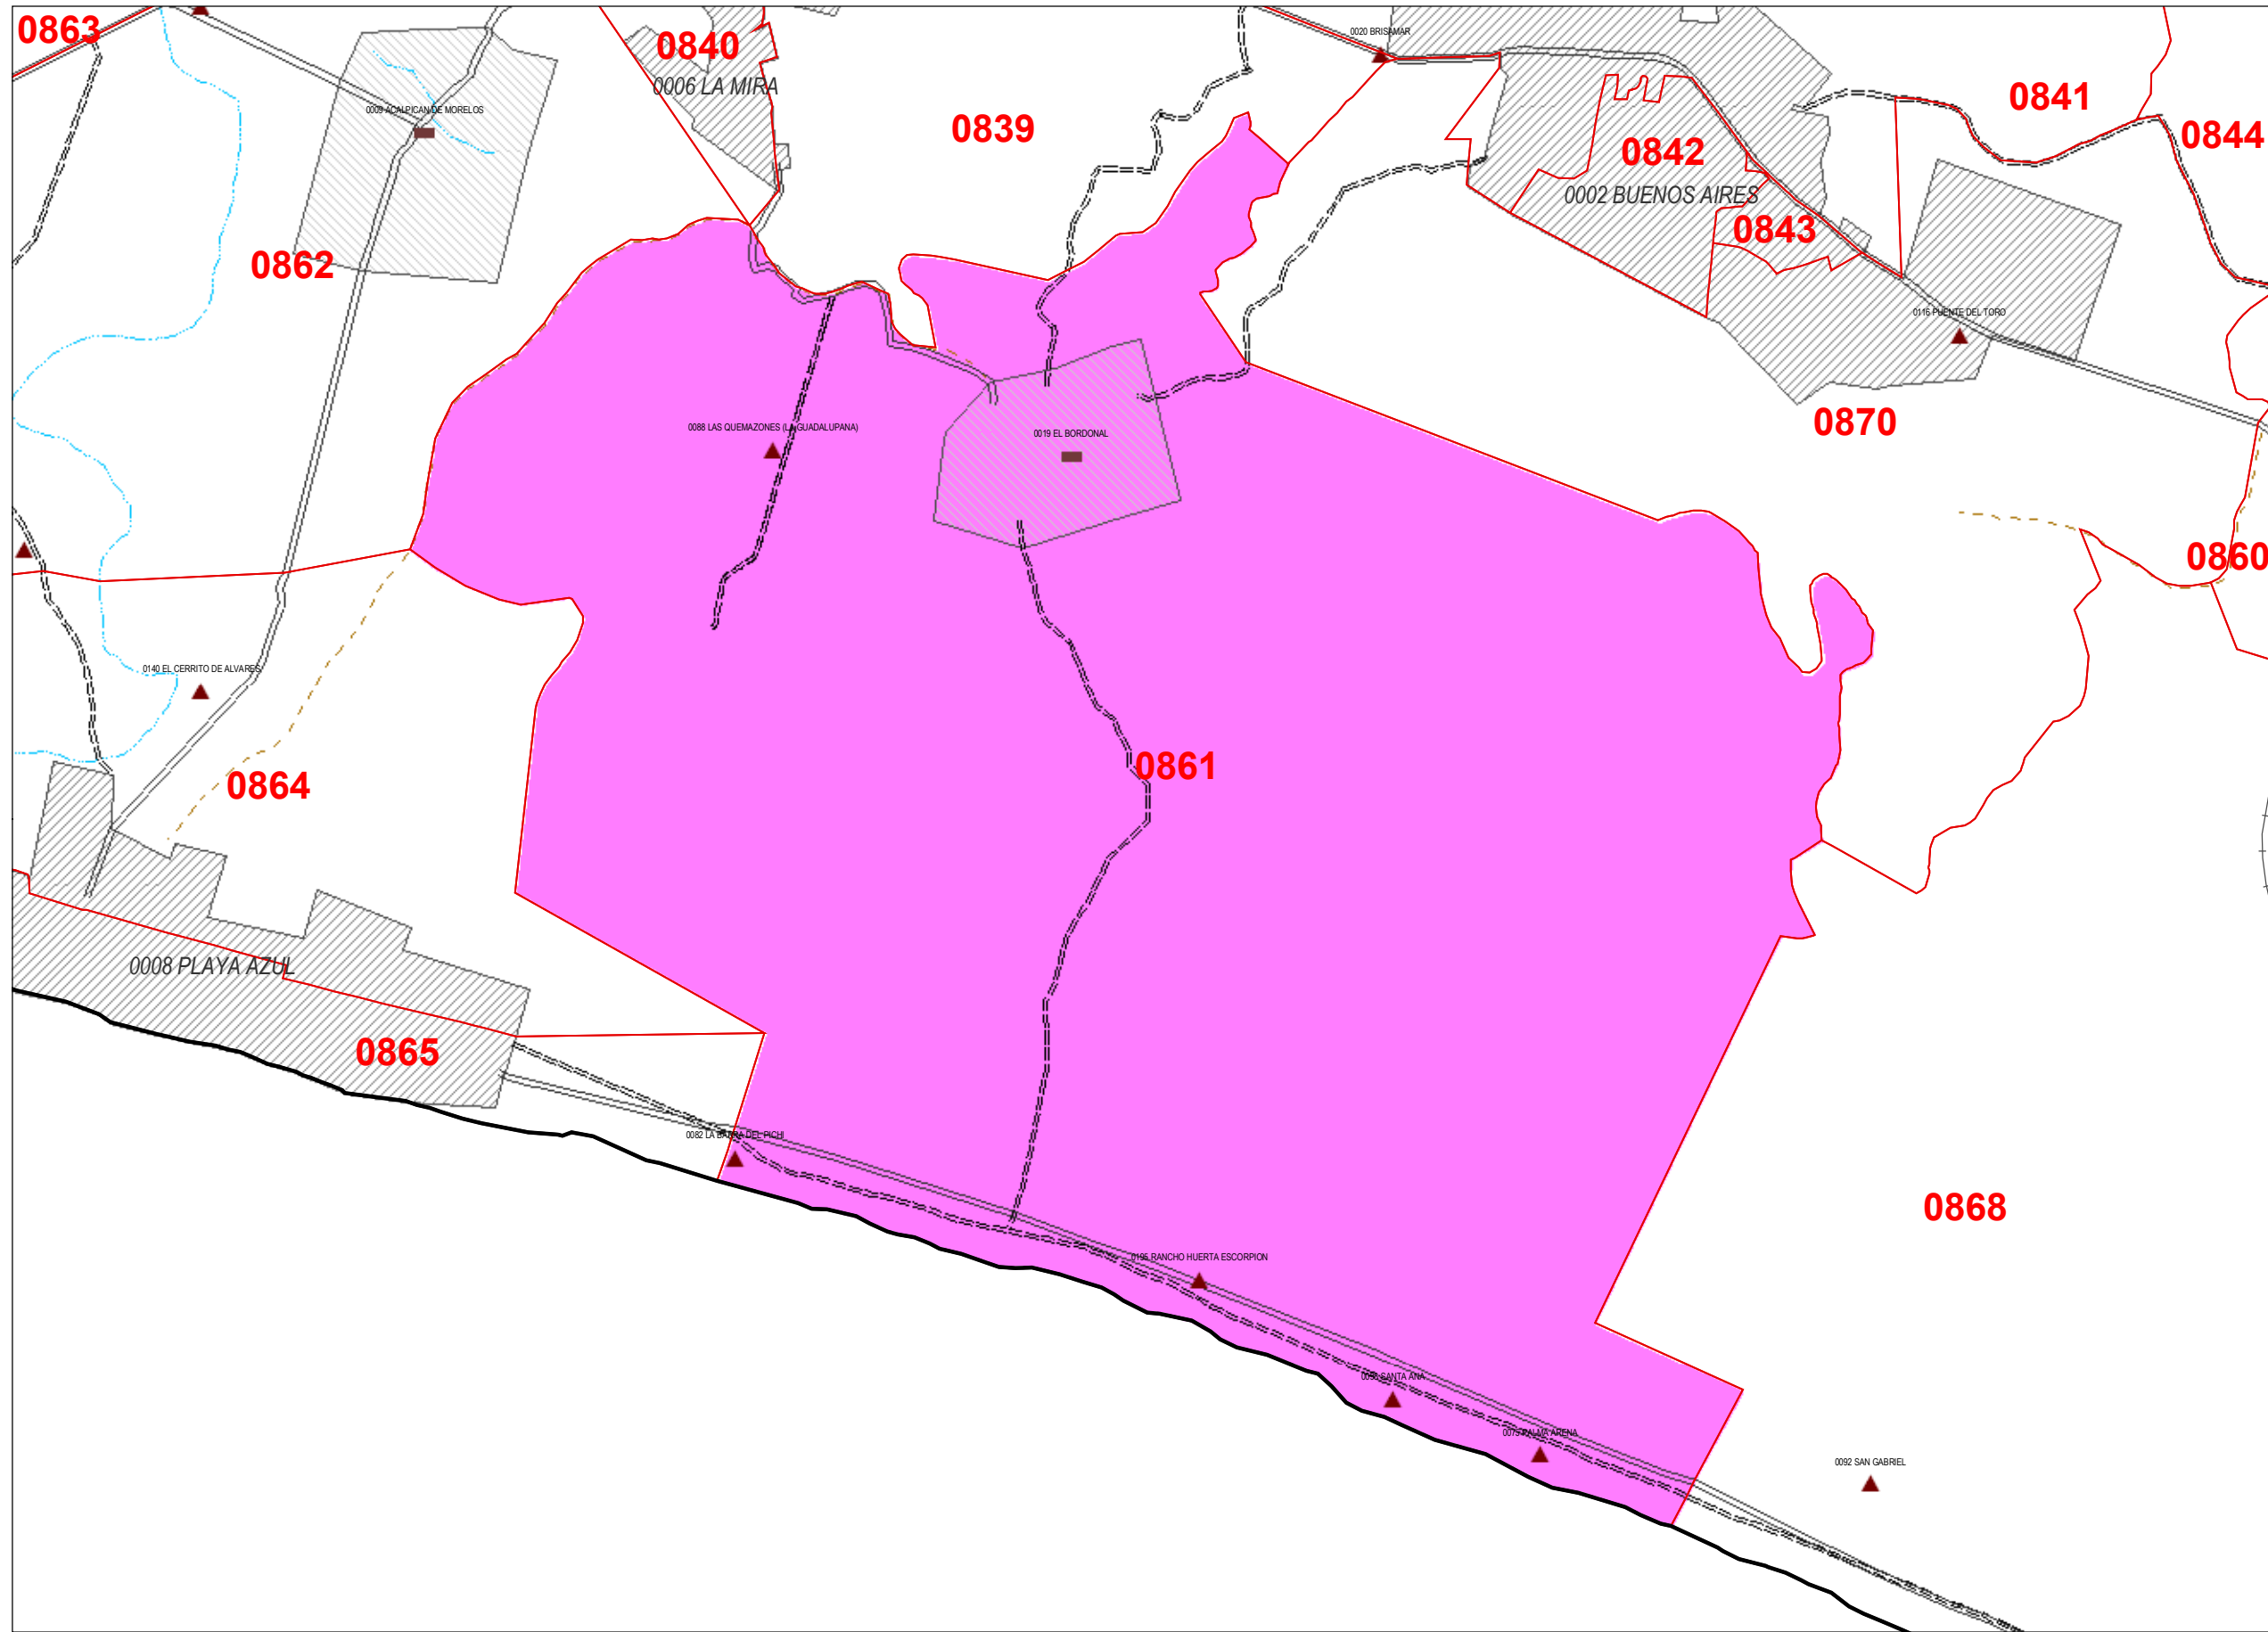 0863
0840
0020 BRISAMAR
0006 LA MIRA
0841
0009 ACALPICAN DE MORELOS
0839
0844
0842
0002 BUENOS AIRES
0843
0862
0116 PUENTE DEL TORO
0870
0088 LAS QUEMAZONES (LA GUADALUPANA)
0019 EL BORDONAL
0860
0140 EL CERRITO DE ALVARES
0861
0864
0008 PLAYA AZUL
0865
0082 LA BARRA DEL PICHI
0868
0195 RANCHO HUERTA ESCORPION
SANTA ANA
0075 PALMA ARENA
0092 SAN GABRIEL